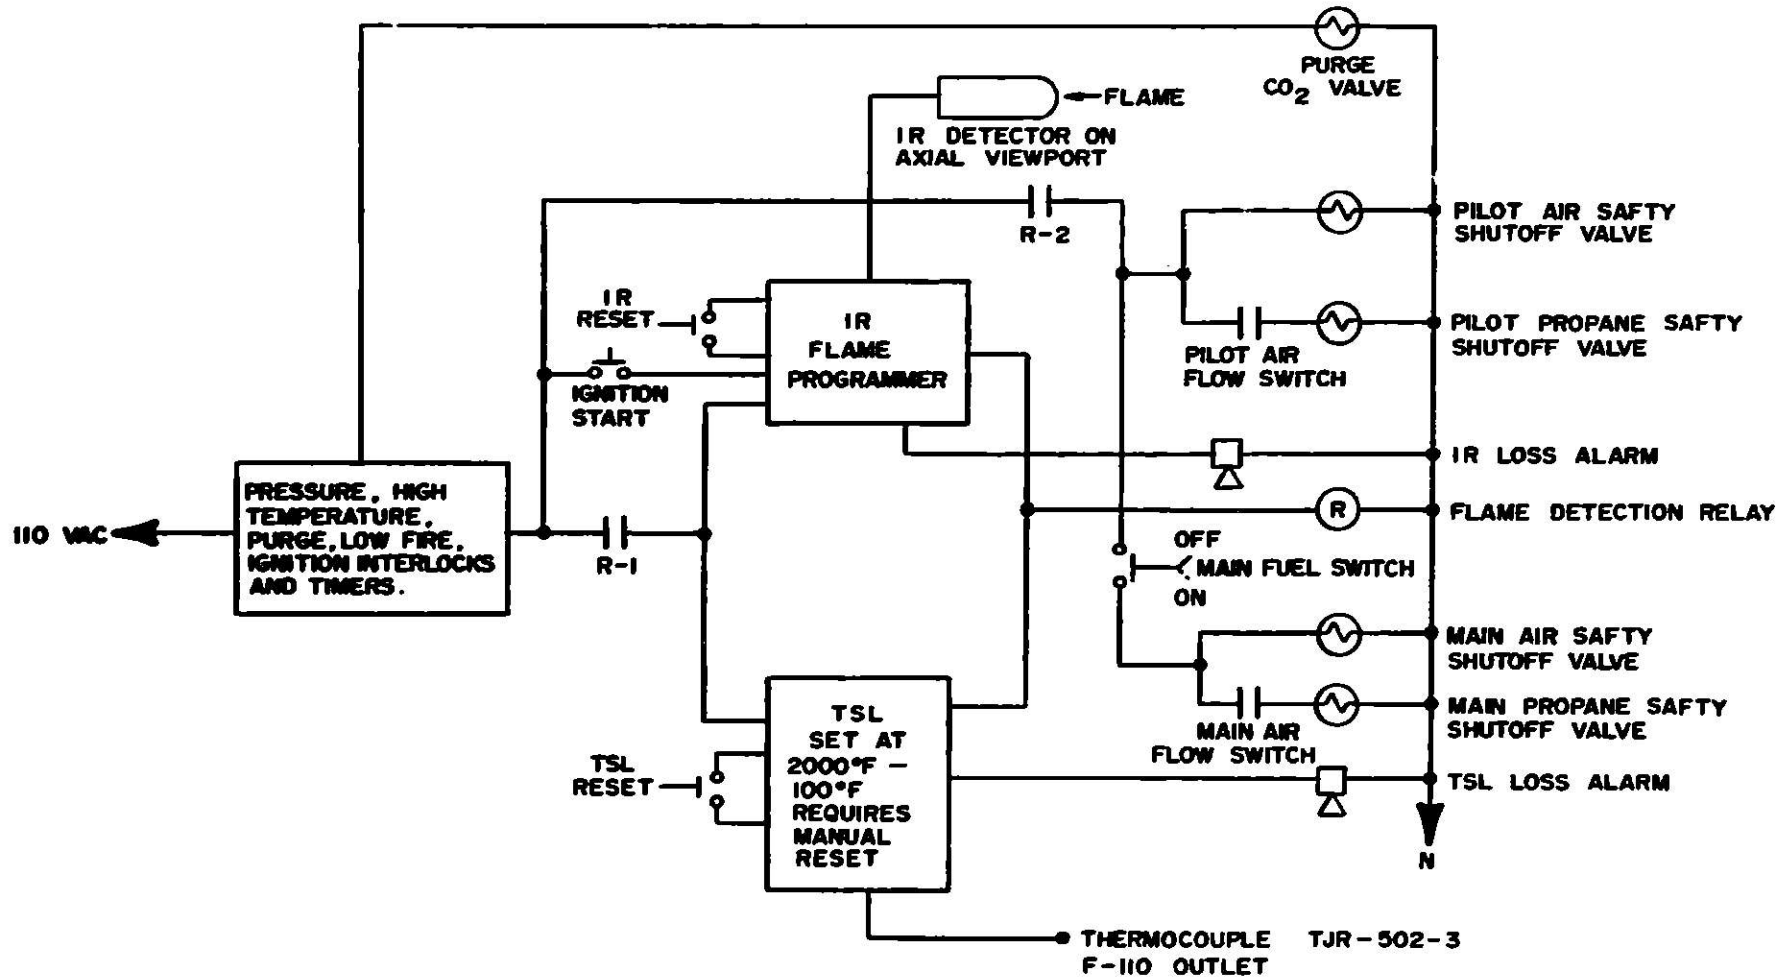 PURGE
CO2 VALVE
FLAME
IR DETECTOR ON
AXIAL VIEWPORT
R-2
PILOT AIR SAFTY
SHUTOFF VALVE
IR
RESET
IR
FLAME
PROGRAMMER
PILOT PROPANE SAFTY
SHUTOFF VALVE
PILOT AIR
FLOW SWITCH
IGNITION
START
IR LOSS ALARM
PRESSURE, HIGH
TEMPERATURE,
PURGE, LOW FIRE,
IGNITION INTERLOCKS
AND TIMERS.
110 VAC
R-1
R
FLAME DETECTION RELAY
OFF
MAIN FUEL SWITCH
ON
MAIN AIR SAFTY
SHUTOFF VALVE
MAIN PROPANE SAFTY
SHUTOFF VALVE
MAIN AIR
FLOW SWITCH
TSL
SET AT
2000°F -
100°F
REQUIRES
MANUAL
RESET
TSL
RESET
TSL LOSS ALARM
N
THERMOCOUPLE TJR-502-3
F-110 OUTLET